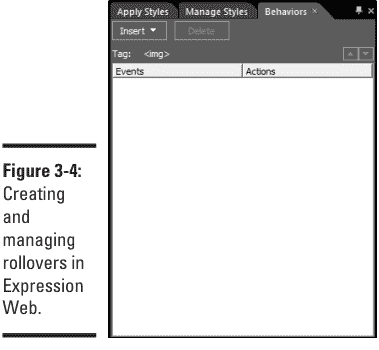 Apply Styles Manage Styles Behaviors ×
Insert Delete
Tag: <img>
Events Actions
Figure 3-4:
Creating
and
managing
rollovers in
Expression
Web.